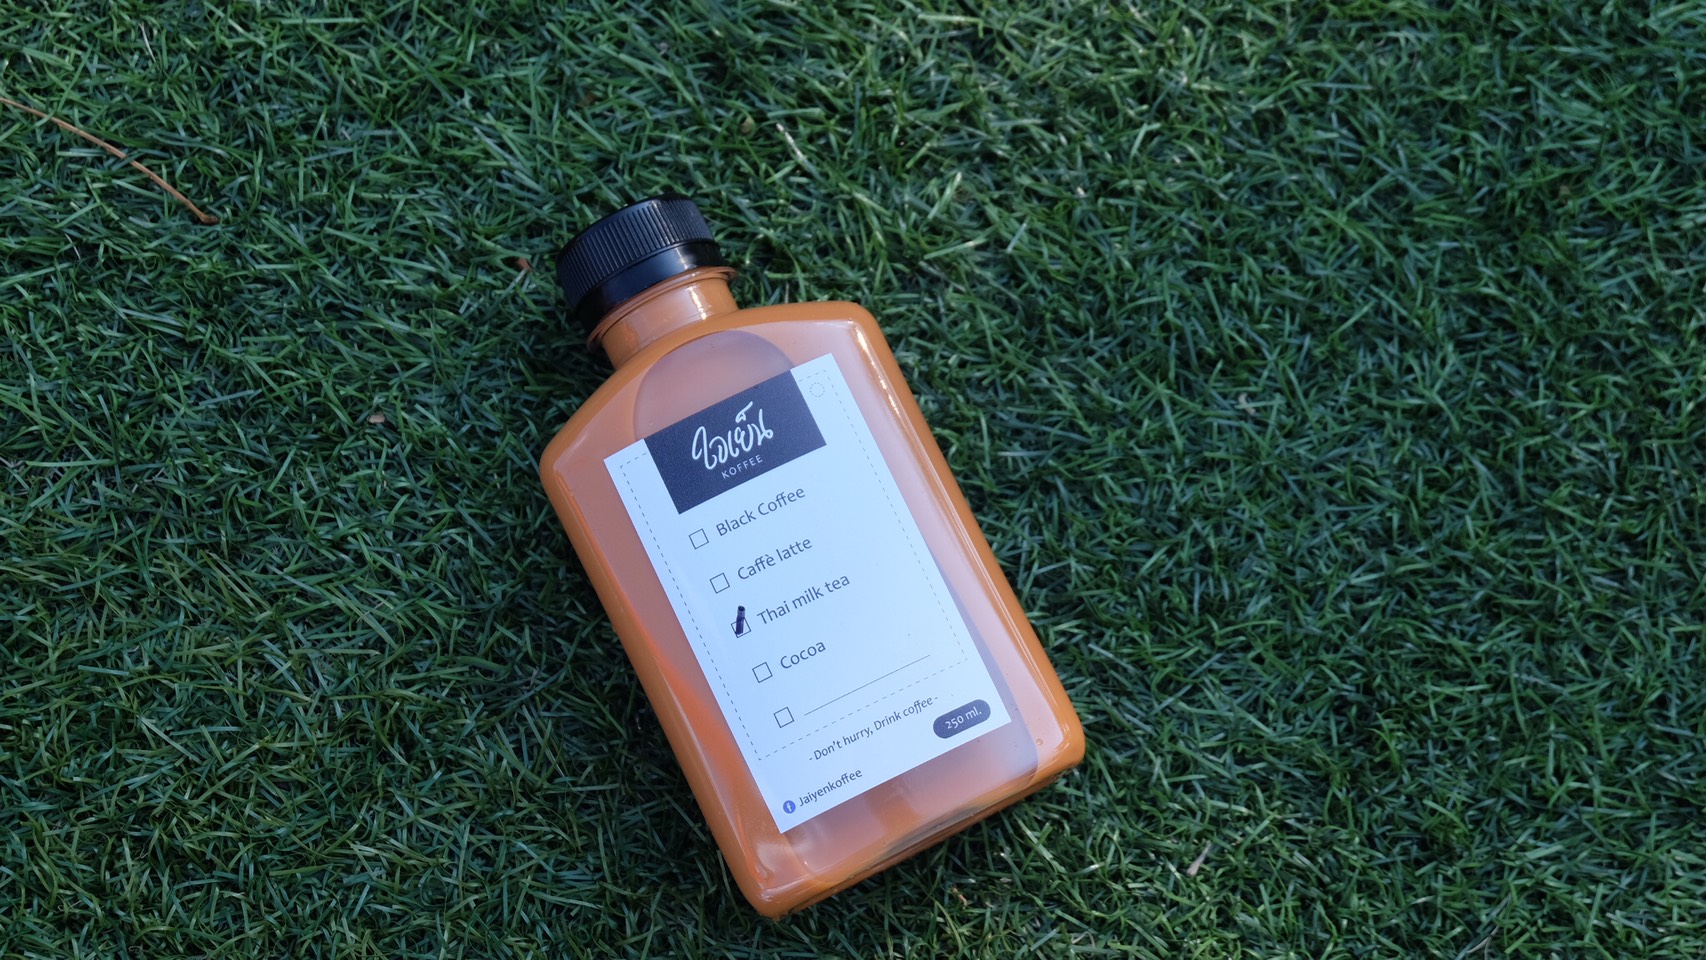 ใจเย็น
KOFFEE
Black Coffee
Caffè latte
Thai milk tea
Cocoa
-Don't hurry, Drink coffee-
250 ml.
Jaiyenkoffee